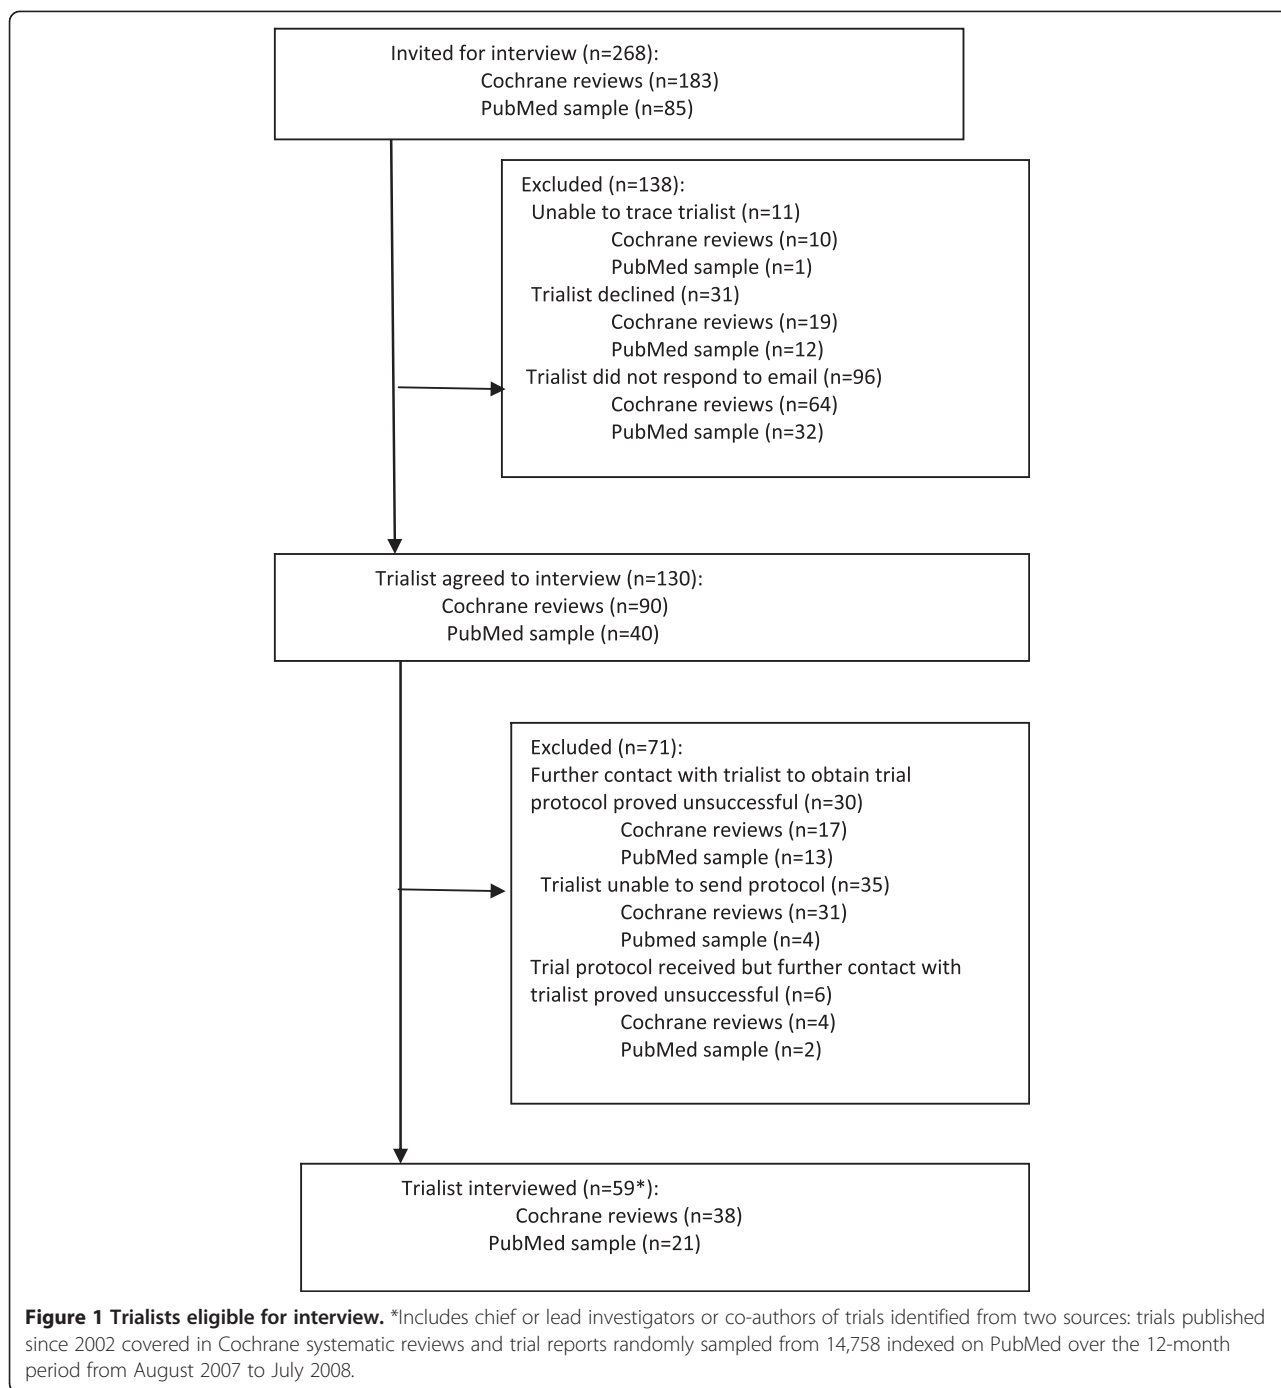 Invited for interview (n=268):
Cochrane reviews (n=183)
PubMed sample (n=85)
Excluded (n=138):
Unable to trace trialist (n=11)
Cochrane reviews (n=10)
PubMed sample (n=1)
Trialist declined (n=31)
Cochrane reviews (n=19)
PubMed sample (n=12)
Trialist did not respond to email (n=96)
Cochrane reviews (n=64)
PubMed sample (n=32)
Trialist agreed to interview (n=130):
Cochrane reviews (n=90)
PubMed sample (n=40)
Excluded (n=71):
Further contact with trialist to obtain trial
protocol proved unsuccessful (n=30)
Cochrane reviews (n=17)
PubMed sample (n=13)
Trialist unable to send protocol (n=35)
Cochrane reviews (n=31)
Pubmed sample (n=4)
Trial protocol received but further contact with
trialist proved unsuccessful (n=6)
Cochrane reviews (n=4)
PubMed sample (n=2)
Trialist interviewed (n=59*):
Cochrane reviews (n=38)
PubMed sample (n=21)
Figure 1 Trialists eligible for interview. *Includes chief or lead investigators or co-authors of trials identified from two sources: trials published
since 2002 covered in Cochrane systematic reviews and trial reports randomly sampled from 14,758 indexed on PubMed over the 12-month
period from August 2007 to July 2008.